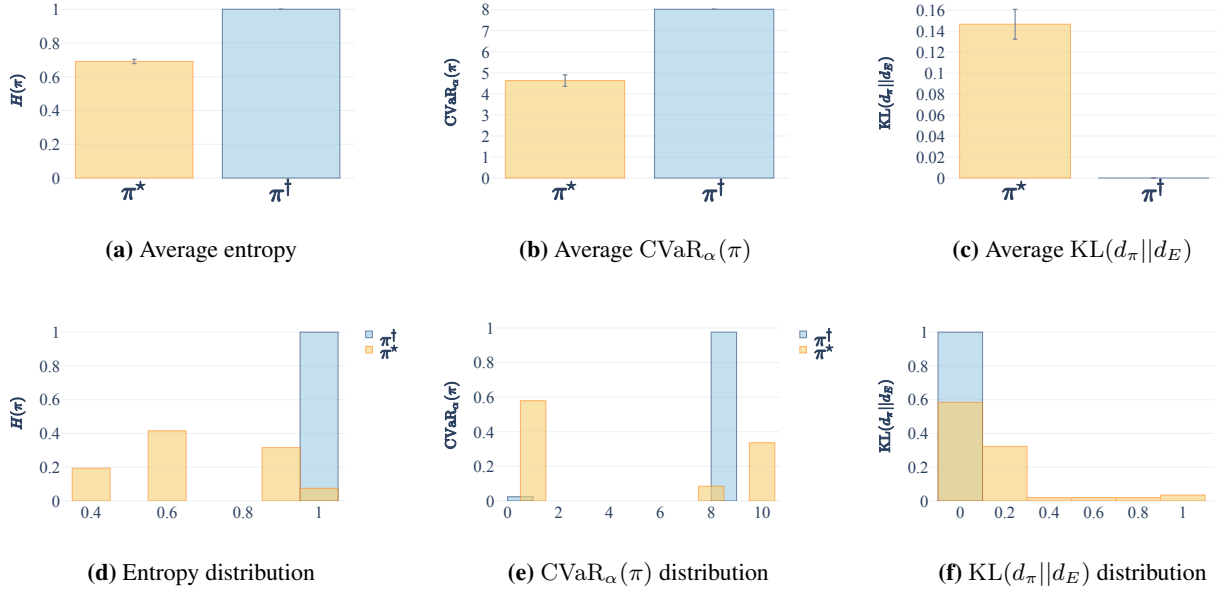 1
0.8
0.6
0.4
0.2
0
H(π)
π⋆ π†
(a) Average entropy
8
7
6
5
4
3
2
1
0
CVaRα(π)
π⋆ π†
(b) Average CVaRα(π)
0.16
0.14
0.12
0.1
0.08
0.06
0.04
0.02
0
KL(dπ||dE)
π⋆ π†
(c) Average KL(dπ||dE)
1
0.8
0.6
0.4
0.2
0
H(π)
0.4 0.6 0.8 1
π†
π⋆
(d) Entropy distribution
1
0.8
0.6
0.4
0.2
0
CVaRα(π)
0 2 4 6 8 10
π†
π⋆
(e) CVaRα(π) distribution
1
0.8
0.6
0.4
0.2
0
KL(dπ||dE)
0 0.2 0.4 0.6 0.8 1
(f) KL(dπ||dE) distribution